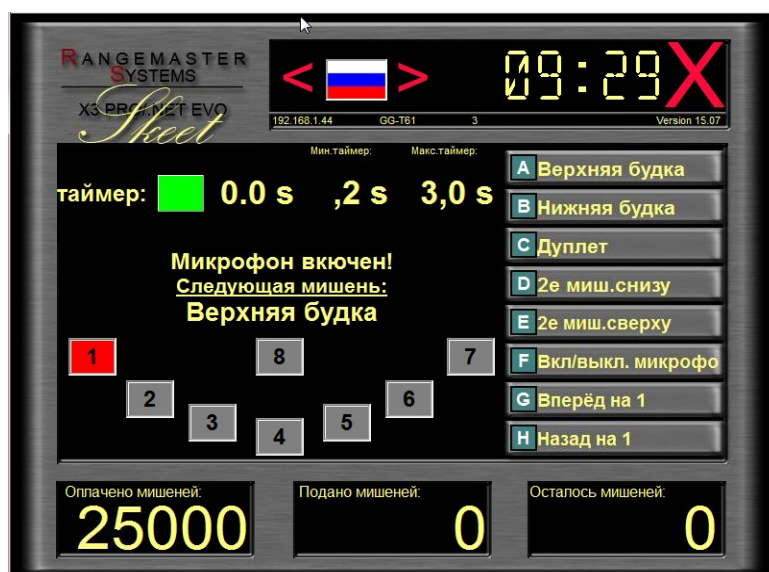 RANGEMASTER
SYSTEMS
X3 PRO/.NET EVO
Skeet
< >
09:29 X
192.168.1.44 GG-T61 3 Version 15.07
Мин.таймер: Макс.таймер:
таймер: 0.0 s ,2 s 3,0 s
Микрофон вкючен!
Следующая мишень:
Верхняя будка
1 8 7
2 6
3 5
4
A Верхняя будка
B Нижняя будка
C Дуплет
D 2е миш.снизу
E 2е миш.сверху
F Вкл/выкл. микрофо
G Вперёд на 1
H Назад на 1
Оплачено мишеней: Подано мишеней: Осталось мишеней:
25000 0 0